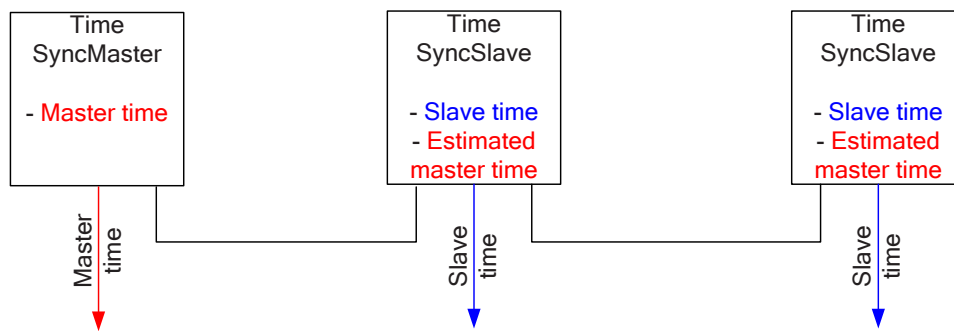 Time
SyncMaster
- Master time
Time
SyncSlave
- Slave time
- Estimated
master time
Time
SyncSlave
- Slave time
- Estimated
master time
Master
time
Slave
time
Slave
time